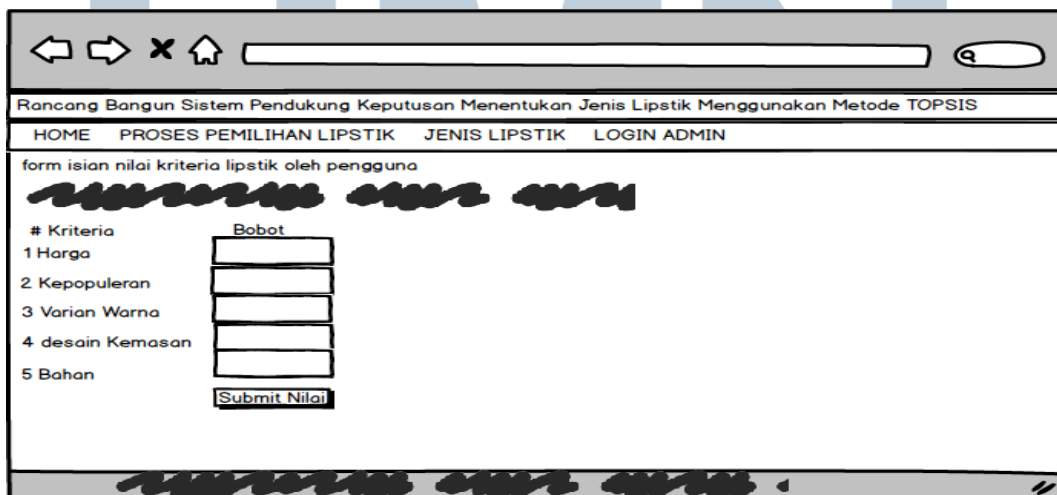 Rancang Bangun Sistem Pendukung Keputusan Menentukan Jenis Lipstik Menggunakan Metode TOPSIS
HOME PROSES PEMILIHAN LIPSTIK JENIS LIPSTIK LOGIN ADMIN
form isian nilai kriteria lipstik oleh pengguna
# Kriteria Bobot
1 Harga
2 Kepopuleran
3 Varian Warna
4 desain Kemasan
5 Bahan
Submit Nilai